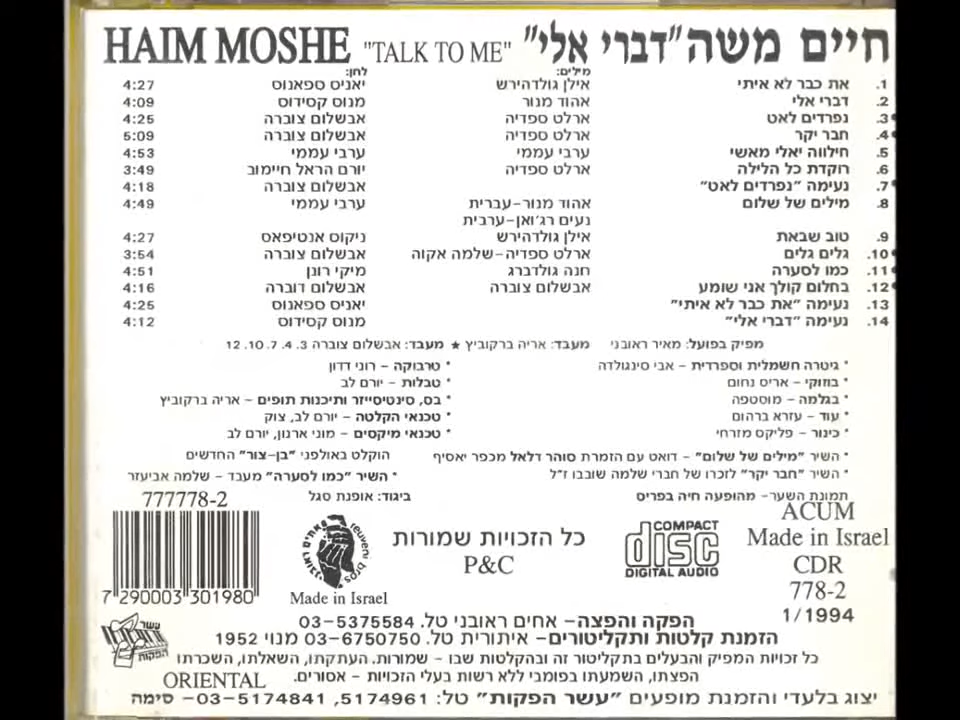 חיים משה "דברי אלי" "TALK TO ME" HAIM MOSHE
מילים: לחן:
1. את כבר לא איתי אילן גולדהירש יאניס ספאנוס 4:27
2. דברי אלי אהוד מנור מנוס קסידוס 4:09
3. נפרדים לאט ארלט ספדיה אבשלום צוברה 4:25
4. חבר יקר ארלט ספדיה אבשלום צוברה 5:09
5. חילווה יאלי מאשי ערבי עממי ערבי עממי 4:53
6. רוקדת כל הלילה ארלט ספדיה יורם הראל חיימוב 3:49
7. נעימה "נפרדים לאט" אבשלום צוברה 4:18
8. מילים של שלום אהוד מנור-עברית ערבי עממי 4:49
נעים רג'ואן-ערבית
9. טוב שבאת אילן גולדהירש ניקוס אנטיפאס 4:27
10. גלים גלים ארלט ספדיה-שלמה אקוה אבשלום צוברה 3:54
11. כמו לסערה חנה גולדברג מיקי רונן 4:51
12. בחלום קולך אני שומע אבשלום צוברה אבשלום דוברה 4:16
13. נעימה "את כבר לא איתי" יאניס ספאנוס 4:25
14. נעימה "דברי אלי" מנוס קסידוס 4:12
מפיק בפועל: מאיר ראובני מעבד: אריה ברקוביץ ★ מעבד: אבשלום צוברה 12.10.7.4.3
* גיטרה חשמלית וספרדית - אבי סינגולדה * טרבוקה - רוני דדון
* בוזוקי - אריס נחום * טבלות - יורם לב
* בגלמה - מוסטפה * בס, סינטיסייזר ותיכנות תופים - אריה ברקוביץ
* עוד - עזרא ברהום * טכנאי הקלטה - יורם לב, צוק
* כינור - פליקס מזרחי * טכנאי מיקסים - מוני ארנון, יורם לב
* השיר "מילים של שלום" - דואט עם הזמרת סוהר דלאל מכפר יאסיף הוקלט באולפני "בן-צור" החדשים
* השיר "חבר יקר" לזכרו של חברי שלמה שובבו ז"ל * השיר "כמו לסערה" מעבד - שלמה אביעזר
תמונת השער- מהופעה חיה בפריס ביגוד: אופנת סגל
777778-2
7 290003 301980
אחים ראובני
reuveni bros
Made in Israel
כל הזכויות שמורות
P&C
COMPACT
disc
DIGITAL AUDIO
ACUM
Made in Israel
CDR
778-2
1/1994
הפקה והפצה- אחים ראובני טל. 03-5375584
הזמנת קלטות ותקליטורים- איתורית טל. 03-6750750 מנוי 1952
כל זכויות המפיק והבעלים בתקליטור זה ובהקלטות שבו - שמורות. העתקתו, השאלתו, השכרתו
הפצתו, השמעתו בפומבי ללא רשות בעלי הזכויות - אסורים.
עשר
הפקות
ORIENTAL
יצוג בלעדי והזמנת מופעים "עשר הפקות" טל: 03-5174841, 5174961 - סימה